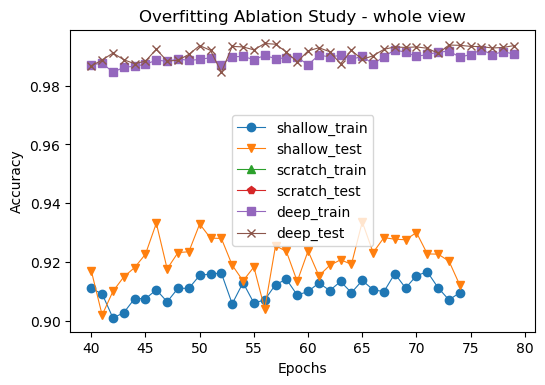 Overfitting Ablation Study - whole view
Accuracy
0.98
0.96
0.94
0.92
0.90
shallow_train
shallow_test
scratch_train
scratch_test
deep_train
deep_test
40 45 50 55 60 65 70 75 80
Epochs